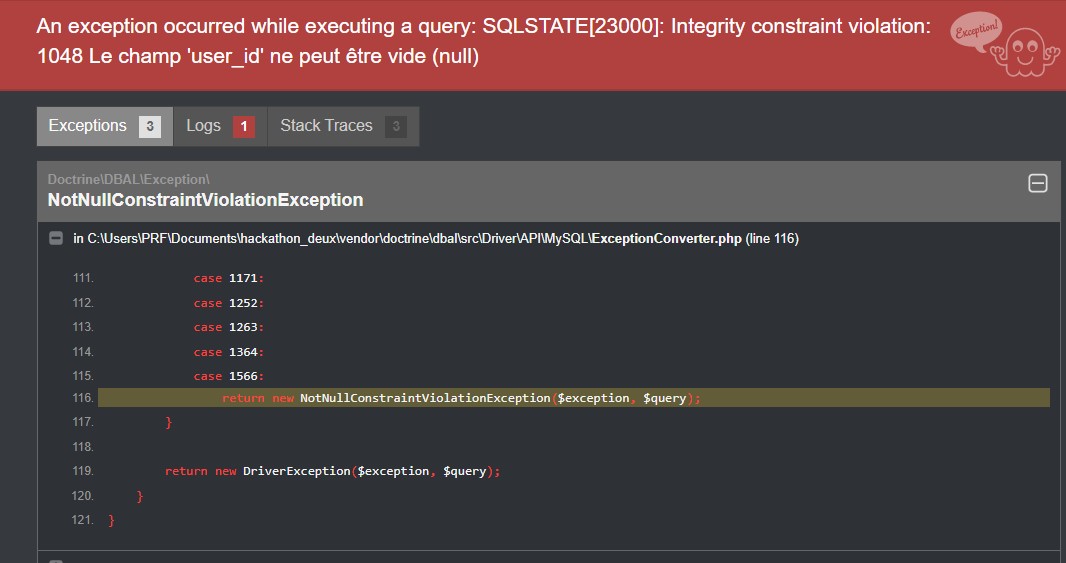 An exception occurred while executing a query: SQLSTATE[23000]: Integrity constraint violation:
1048 Le champ 'user_id' ne peut être vide (null)
Exception!
Exceptions 3 Logs 1 Stack Traces 3
Doctrine\DBAL\Exception\
NotNullConstraintViolationException
in C:\Users\PRF\Documents\hackathon_deux\vendor\doctrine\dbal\src\Driver\API\MySQL\ExceptionConverter.php (line 116)
111. case 1171:
112. case 1252:
113. case 1263:
114. case 1364:
115. case 1566:
116. return new NotNullConstraintViolationException($exception, $query);
117. }
118.
119. return new DriverException($exception, $query);
120. }
121. }